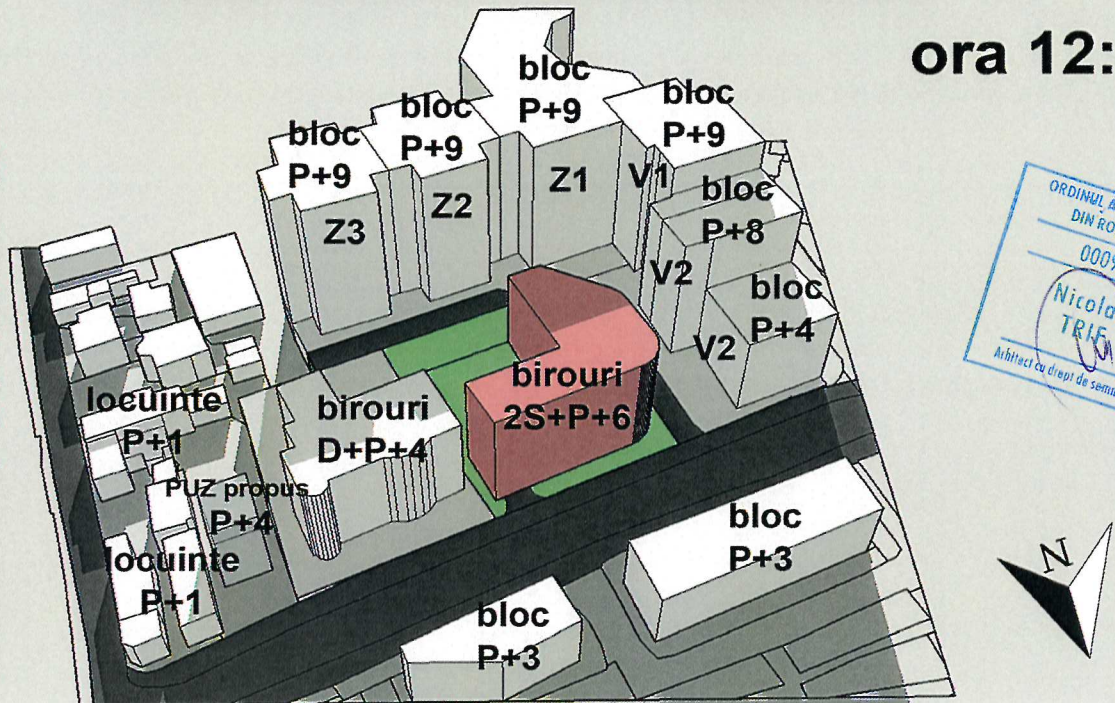 ora 12:
bloc
P+9
bloc
P+9
bloc
P+9
bloc
P+9
Z3
Z2
Z1
V1
bloc
P+8
V2
bloc
P+4
V2
birouri
2S+P+6
birouri
D+P+4
locuinte
P+1
PUZ propus
P+4
locuinte
P+1
bloc
P+3
bloc
P+3
N
ORDINUL A
DIN RO
0009
TRIF
Arhitect cu drept de